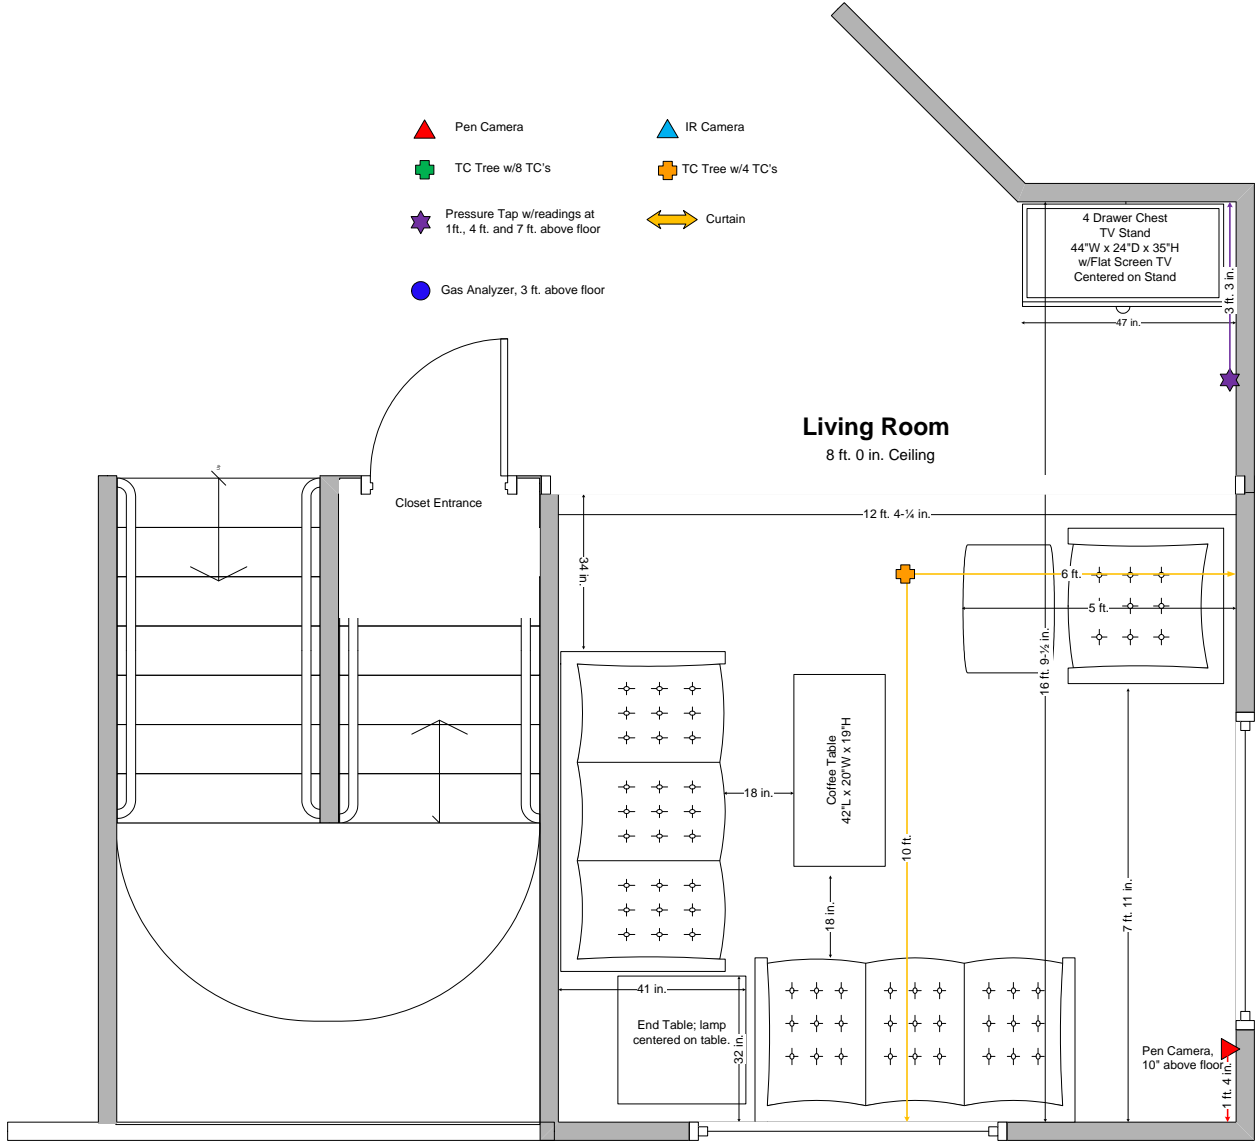 Pen Camera
IR Camera
TC Tree w/8 TC's
TC Tree w/4 TC's
Pressure Tap w/readings at
1ft., 4 ft. and 7 ft. above floor
Curtain
Gas Analyzer, 3 ft. above floor
4 Drawer Chest
TV Stand
44"W x 24"D x 35"H
w/Flat Screen TV
Centered on Stand
3 ft. 3 in.
47 in.
Living Room
8 ft. 0 in. Ceiling
Closet Entrance
12 ft. 4-¼ in.
34 in.
6 ft.
5 ft.
16 ft. 9-½ in.
Coffee Table
42"L x 20"W x 19"H
18 in.
10 ft.
18 in.
7 ft. 11 in.
41 in.
End Table; lamp
centered on table.
32 in.
Pen Camera,
10" above floor
1 ft. 4 in.